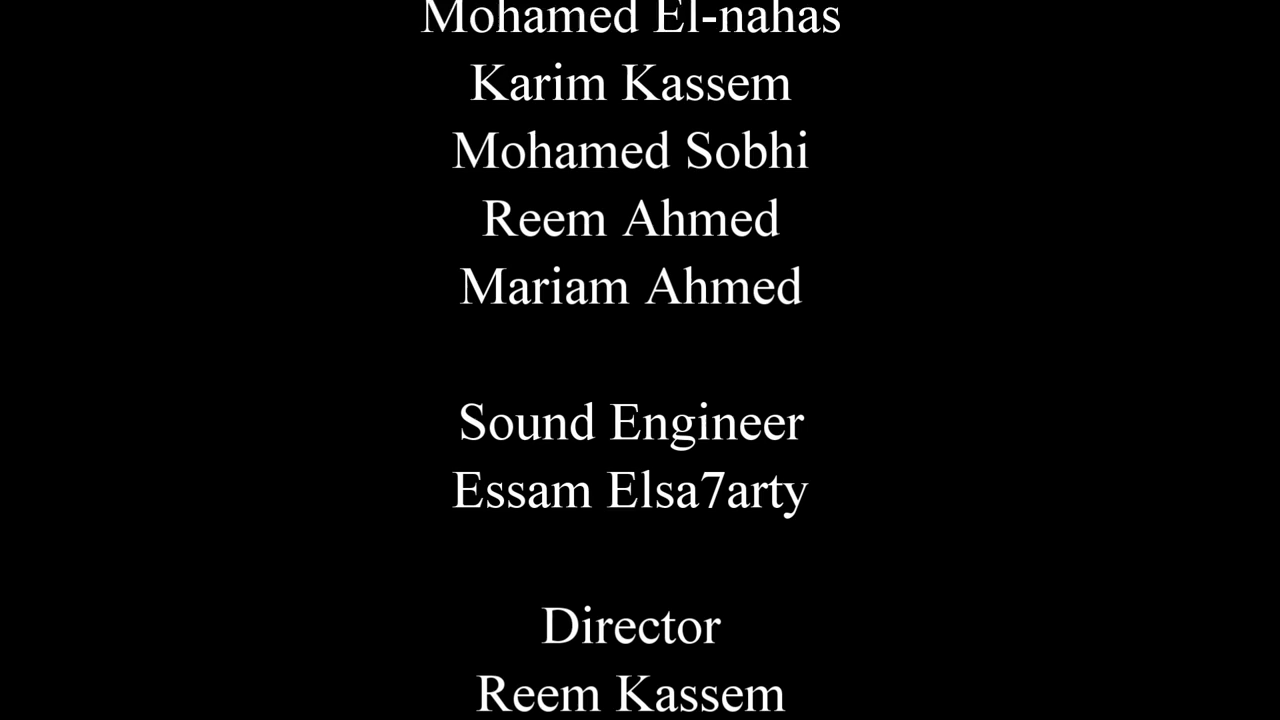 Mohamed El-nahas
Karim Kassem
Mohamed Sobhi
Reem Ahmed
Mariam Ahmed
Sound Engineer
Essam Elsa7arty
Director
Reem Kassem